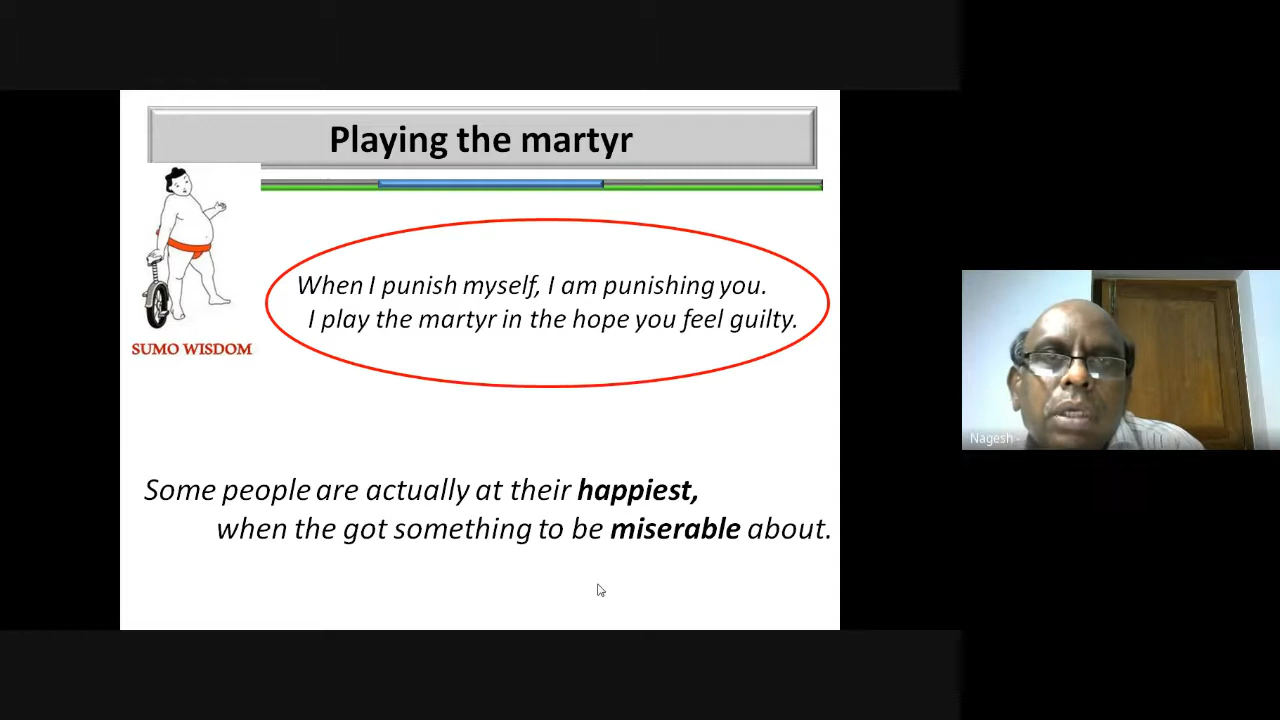 Playing the martyr
When I punish myself, I am punishing you.
I play the martyr in the hope you feel guilty.
SUMO WISDOM
Some people are actually at their happiest,
when the got something to be miserable about.
Nagesh -